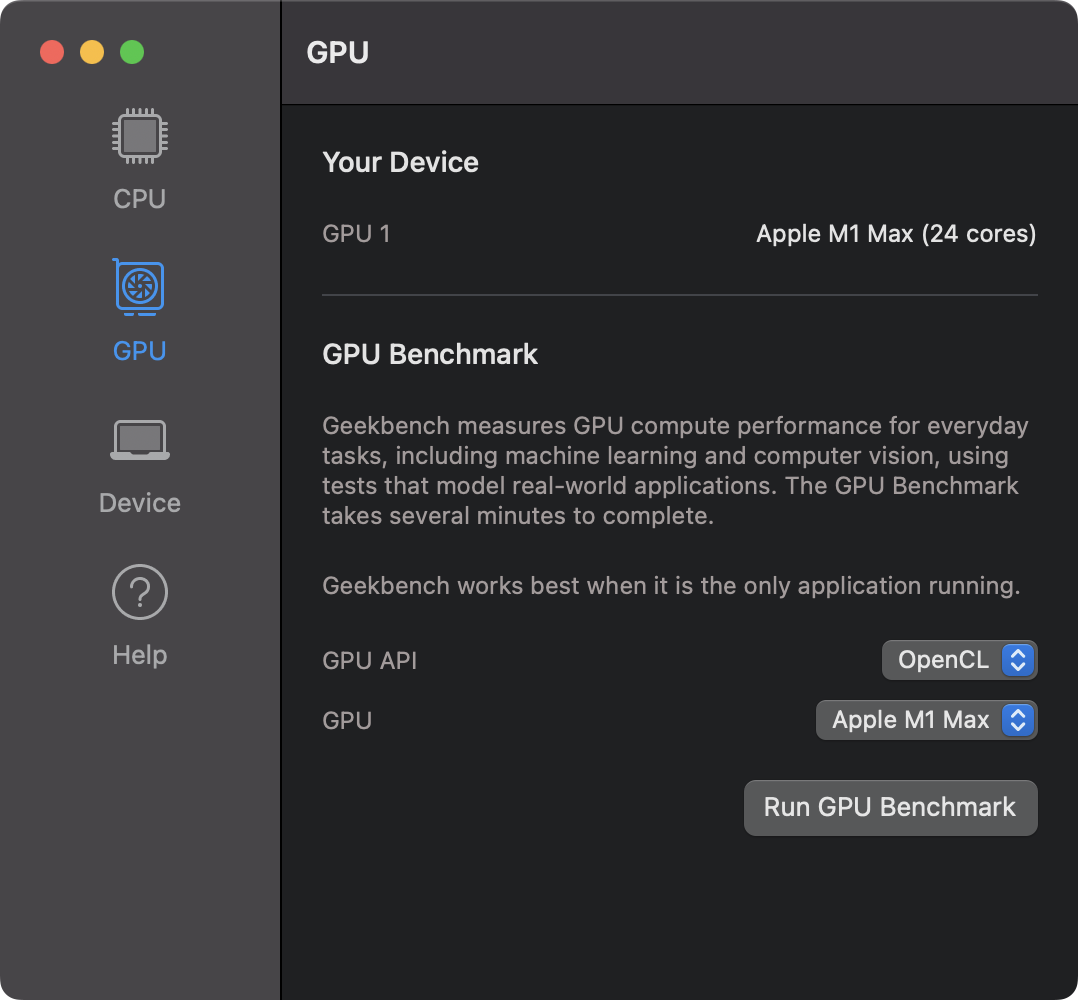 CPU
GPU
Device
Help
GPU
Your Device
GPU 1
Apple M1 Max (24 cores)
GPU Benchmark
Geekbench measures GPU compute performance for everyday
tasks, including machine learning and computer vision, using
tests that model real-world applications. The GPU Benchmark
takes several minutes to complete.
Geekbench works best when it is the only application running.
GPU API
OpenCL
GPU
Apple M1 Max
Run GPU Benchmark